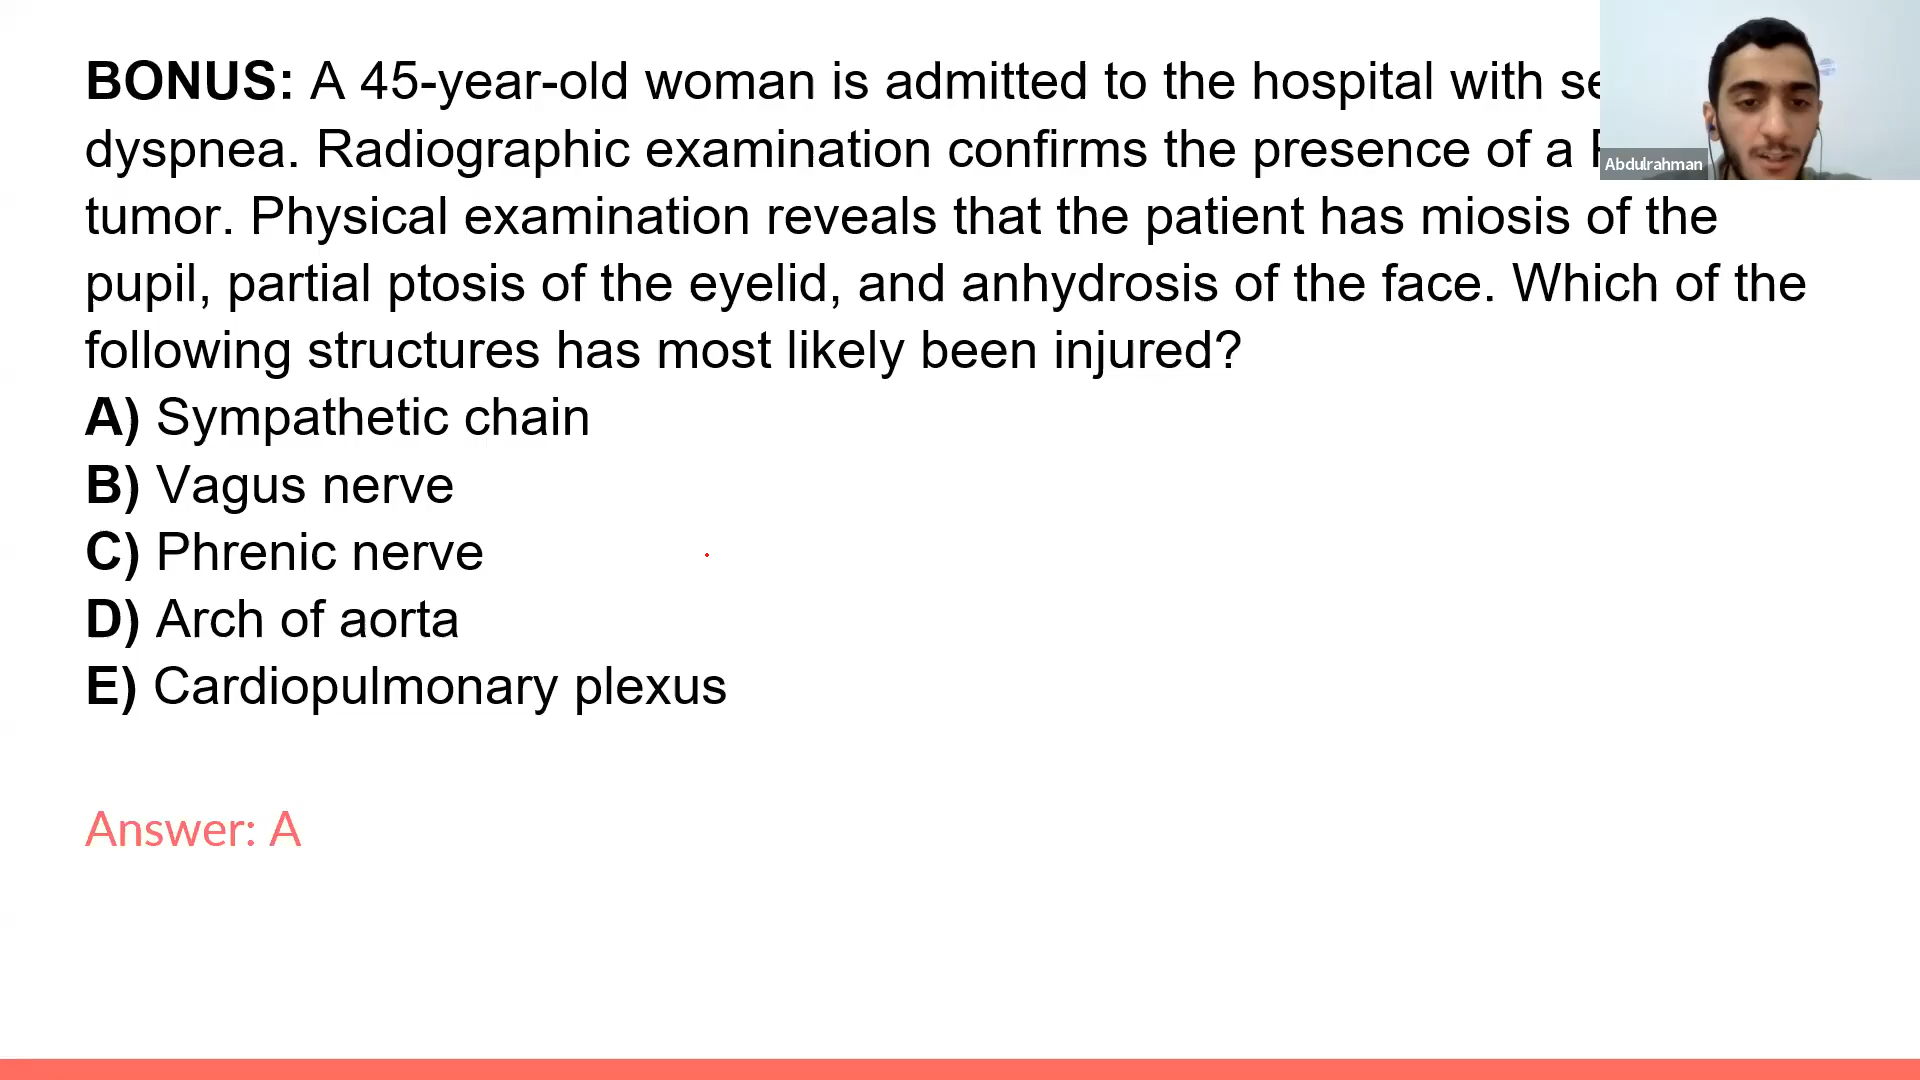 BONUS: A 45-year-old woman is admitted to the hospital with
dyspnea. Radiographic examination confirms the presence of a
tumor. Physical examination reveals that the patient has miosis of the
pupil, partial ptosis of the eyelid, and anhydrosis of the face. Which of the
following structures has most likely been injured?
A) Sympathetic chain
B) Vagus nerve
C) Phrenic nerve
D) Arch of aorta
E) Cardiopulmonary plexus
Answer: A
Abdulrahman